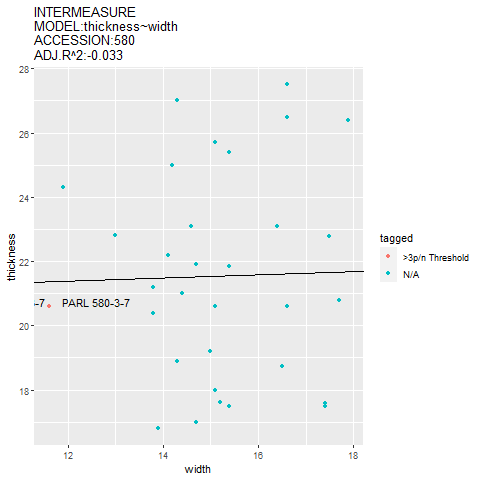 INTERMEASURE
MODEL:thickness~width
ACCESSION:580
ADJ.R^2:-0.033
28
26
24
22
20
18
thickness
-7 PARL 580-3-7
12 14 16 18
width
tagged
>3p/n Threshold
N/A